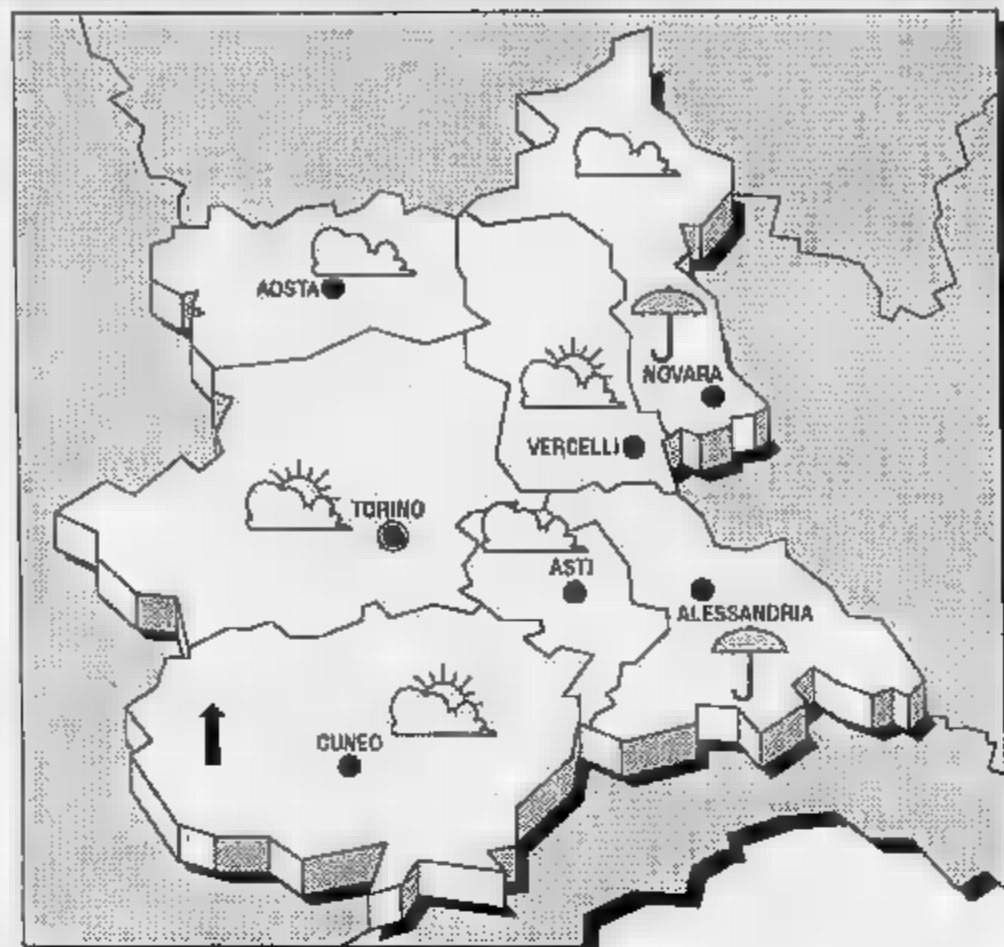 AOSTA
NOVARA
VERCELLI
TORINO
ASTI
ALESSANDRIA
CUNEO